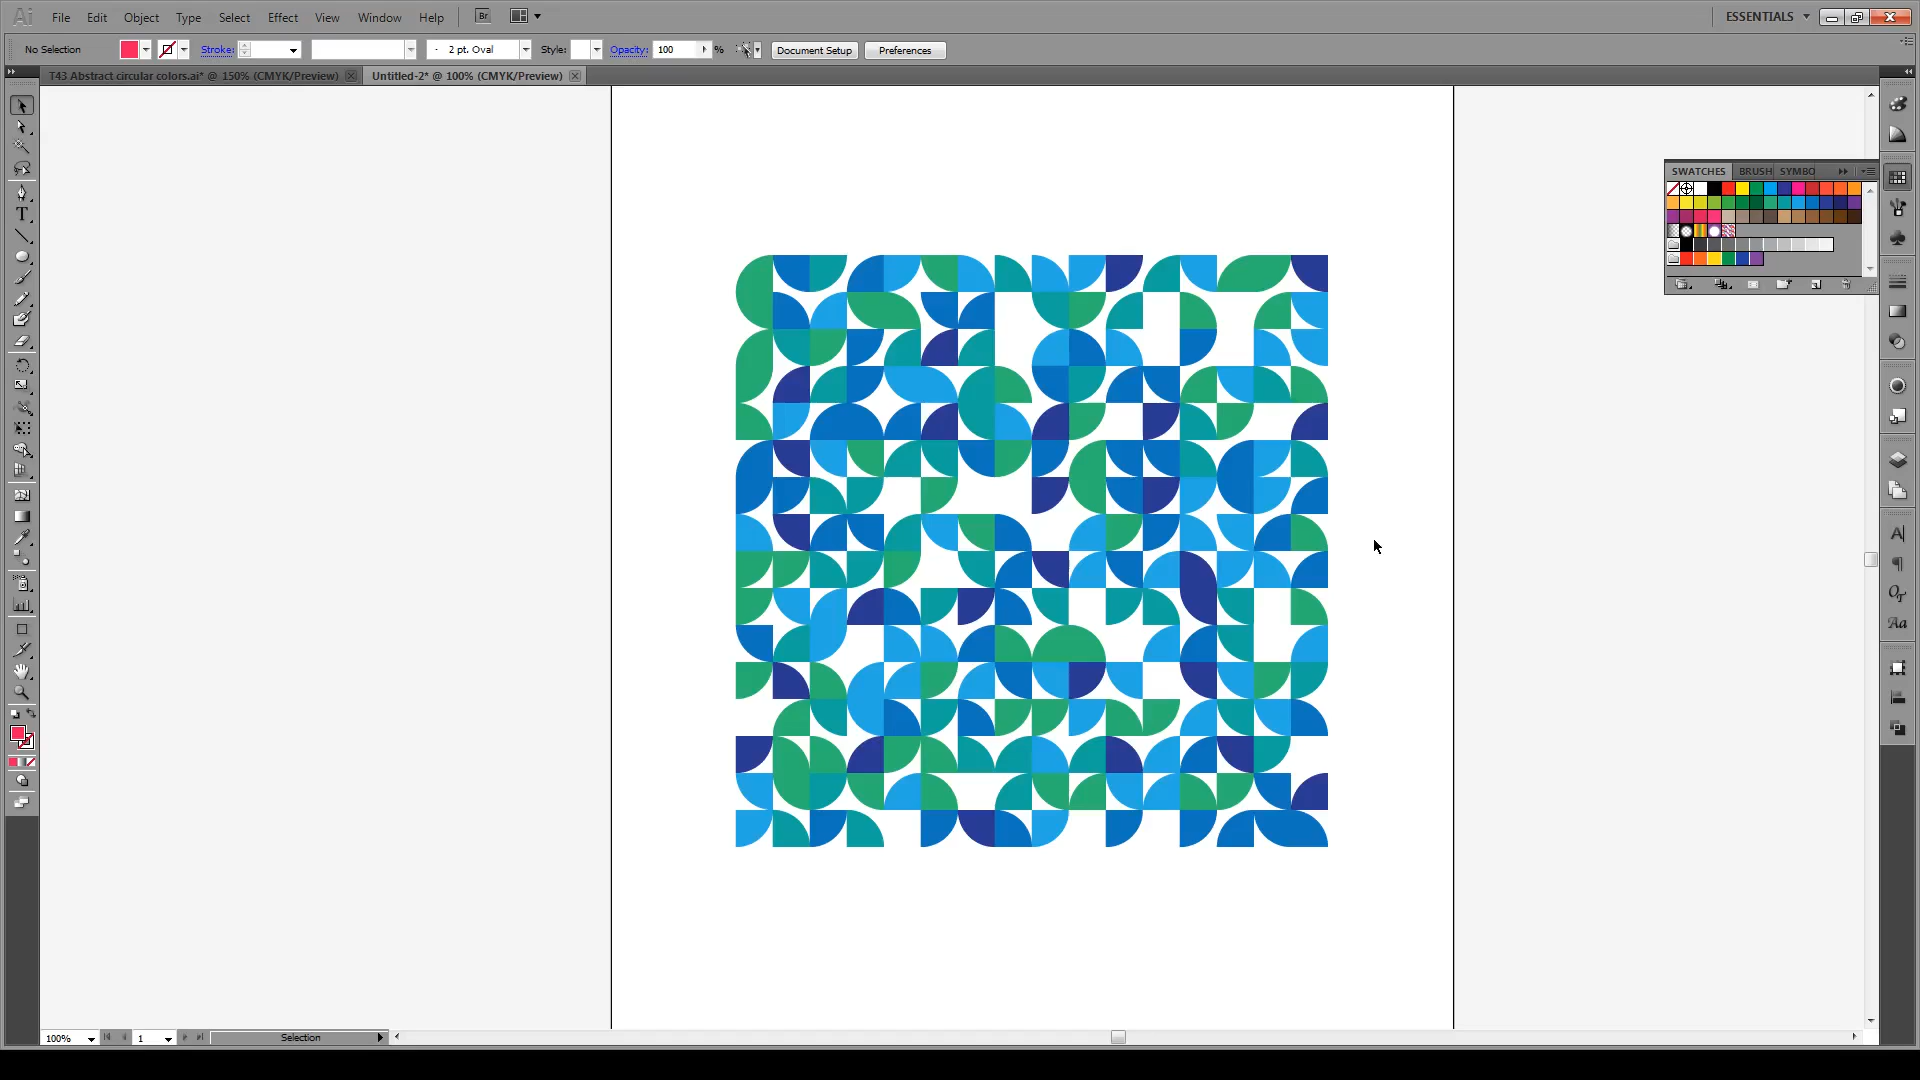 Ai File Edit Object Type Select Effect View Window Help Br ESSENTIALS
No Selection Stroke: 2 pt. Oval Style: Opacity: 100 % Document Setup Preferences
T43 Abstract circular colors.ai* @ 150% (CMYK/Preview) Untitled-2* @ 100% (CMYK/Preview)
SWATCHES BRUSH SYMBO
100% 1 Selection